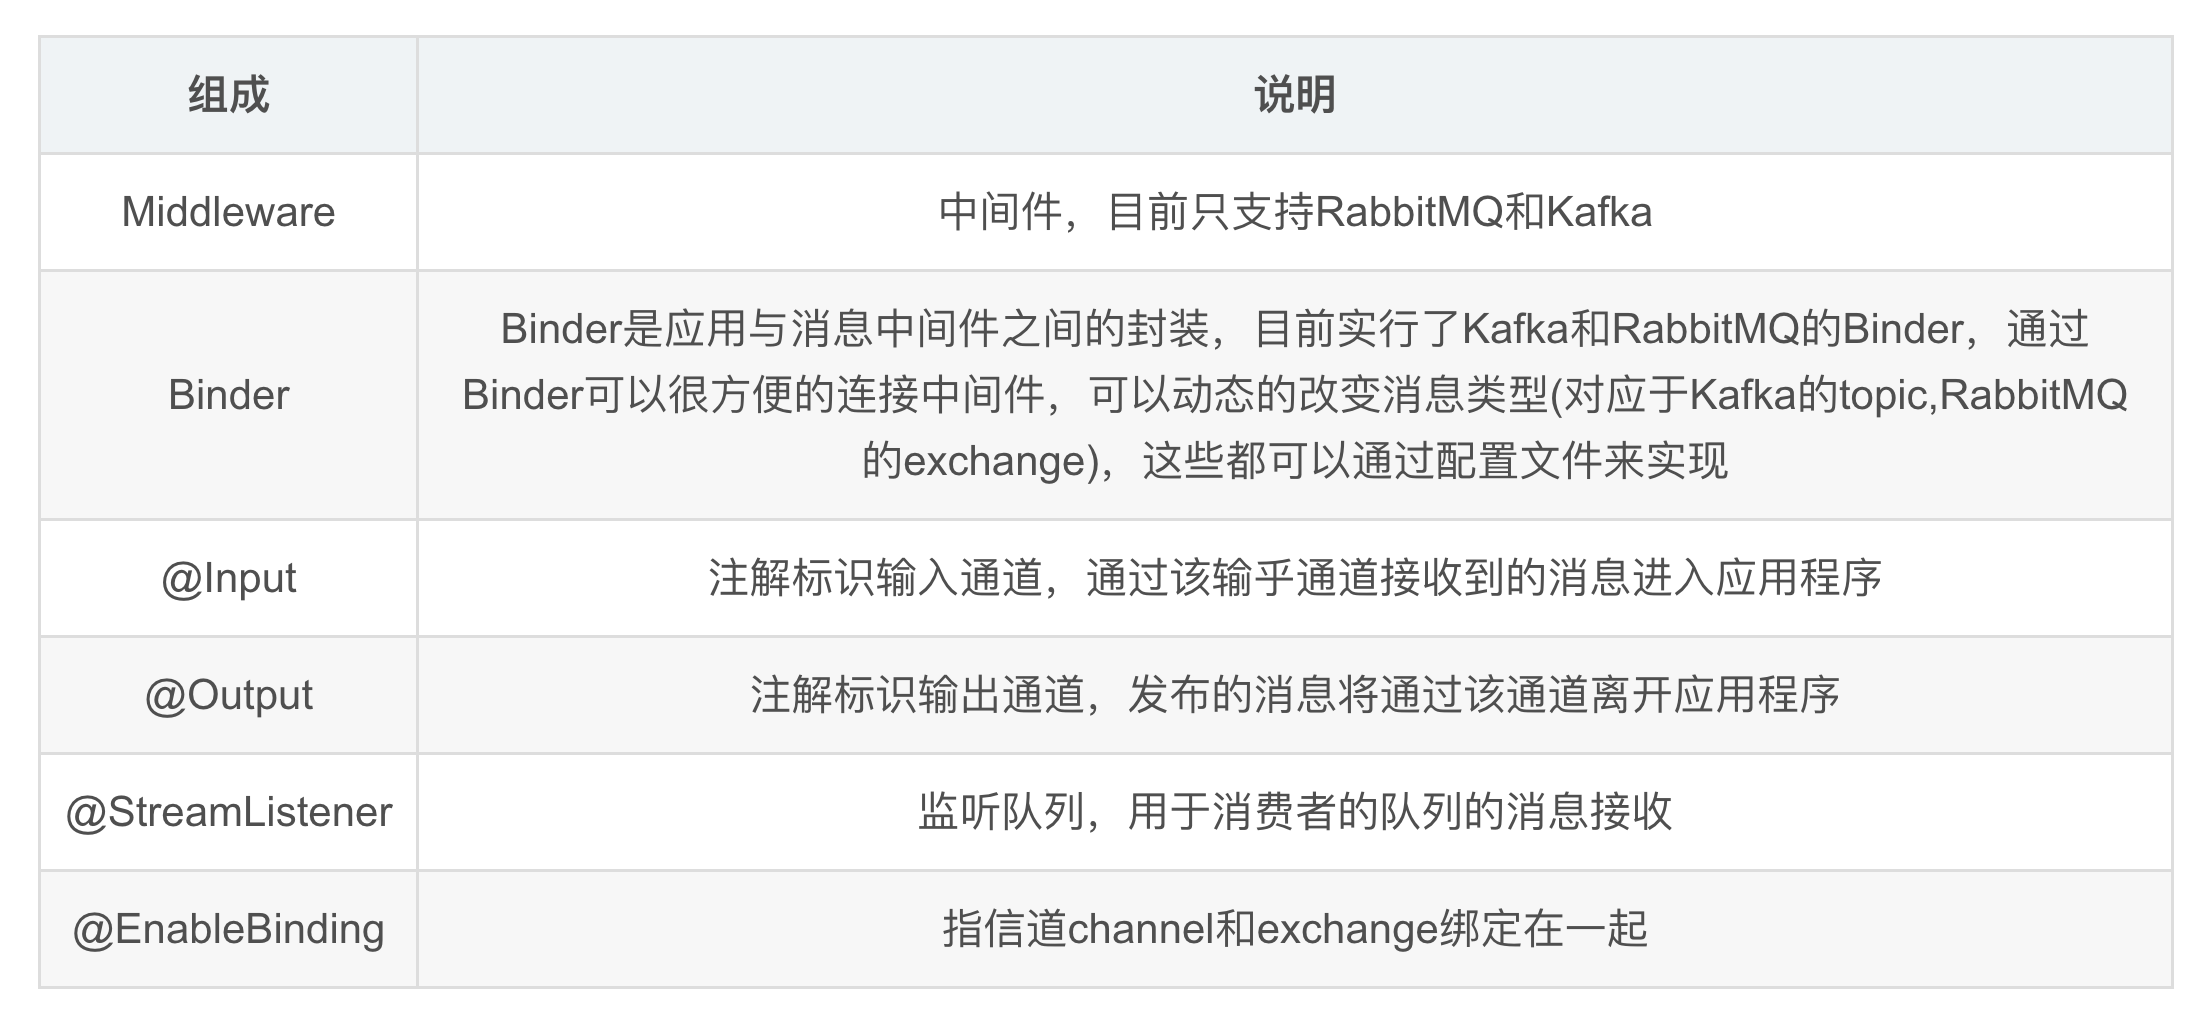 组成
说明
Middleware
中间件，目前只支持RabbitMQ和Kafka
Binder
Binder是应用与消息中间件之间的封装，目前实行了Kafka和RabbitMQ的Binder，通过
Binder可以很方便的连接中间件，可以动态的改变消息类型(对应于Kafka的topic,RabbitMQ
的exchange)，这些都可以通过配置文件来实现
@Input
注解标识输入通道，通过该输乎通道接收到的消息进入应用程序
@Output
注解标识输出通道，发布的消息将通过该通道离开应用程序
@StreamListener
监听队列，用于消费者的队列的消息接收
@EnableBinding
指信道channel和exchange绑定在一起